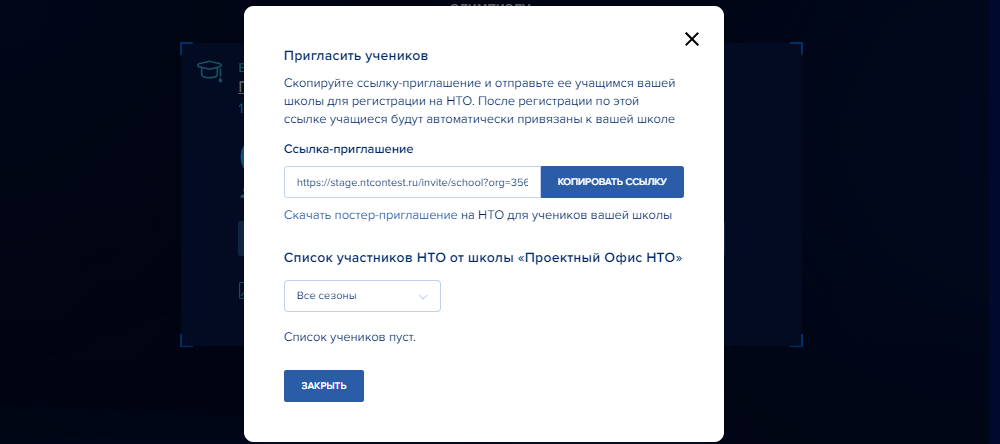 Пригласить учеников
Скопируйте ссылку-приглашение и отправьте ее учащимся вашей
школы для регистрации на НТО. После регистрации по этой
ссылке учащиеся будут автоматически привязаны к вашей школе
Ссылка-приглашение
https://stage.ntcontest.ru/invite/school?org=356
КОПИРОВАТЬ ССЫЛКУ
Скачать постер-приглашение на НТО для учеников вашей школы
Список участников НТО от школы «Проектный Офис НТО»
Все сезоны
Список учеников пуст.
ЗАКРЫТЬ